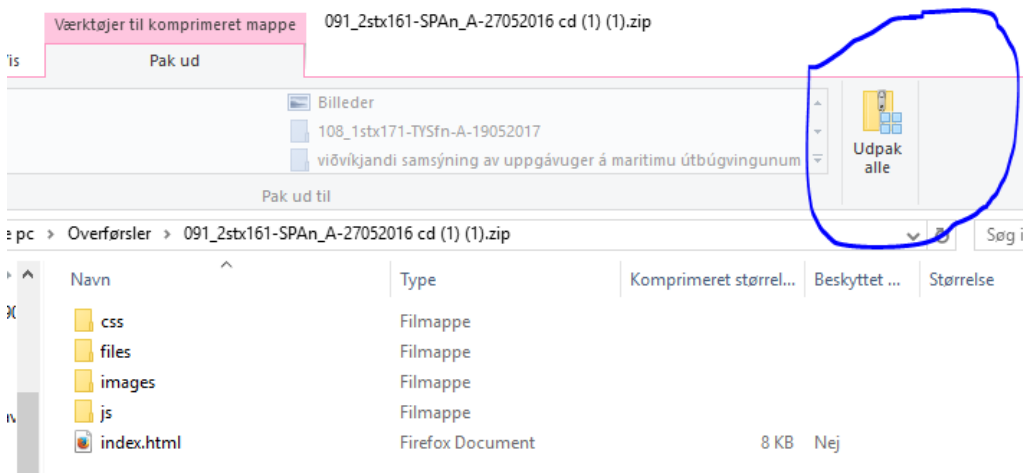 Værktøjer til komprimeret mappe 091_2stx161-SPAn_A-27052016 cd (1) (1).zip
Pak ud
Billeder
108_1stx171-TYSfn-A-19052017
viðvíkjandi samsýning av uppgávuger á maritimu útbúgvingunum
Udpak
alle
Pak ud til
e pc > Overførsler > 091_2stx161-SPAn_A-27052016 cd (1) (1).zip
Søg i
Navn Type Komprimeret størrel... Beskyttet ... Størrelse
css Filmappe
files Filmappe
images Filmappe
js Filmappe
index.html Firefox Document 8 KB Nej